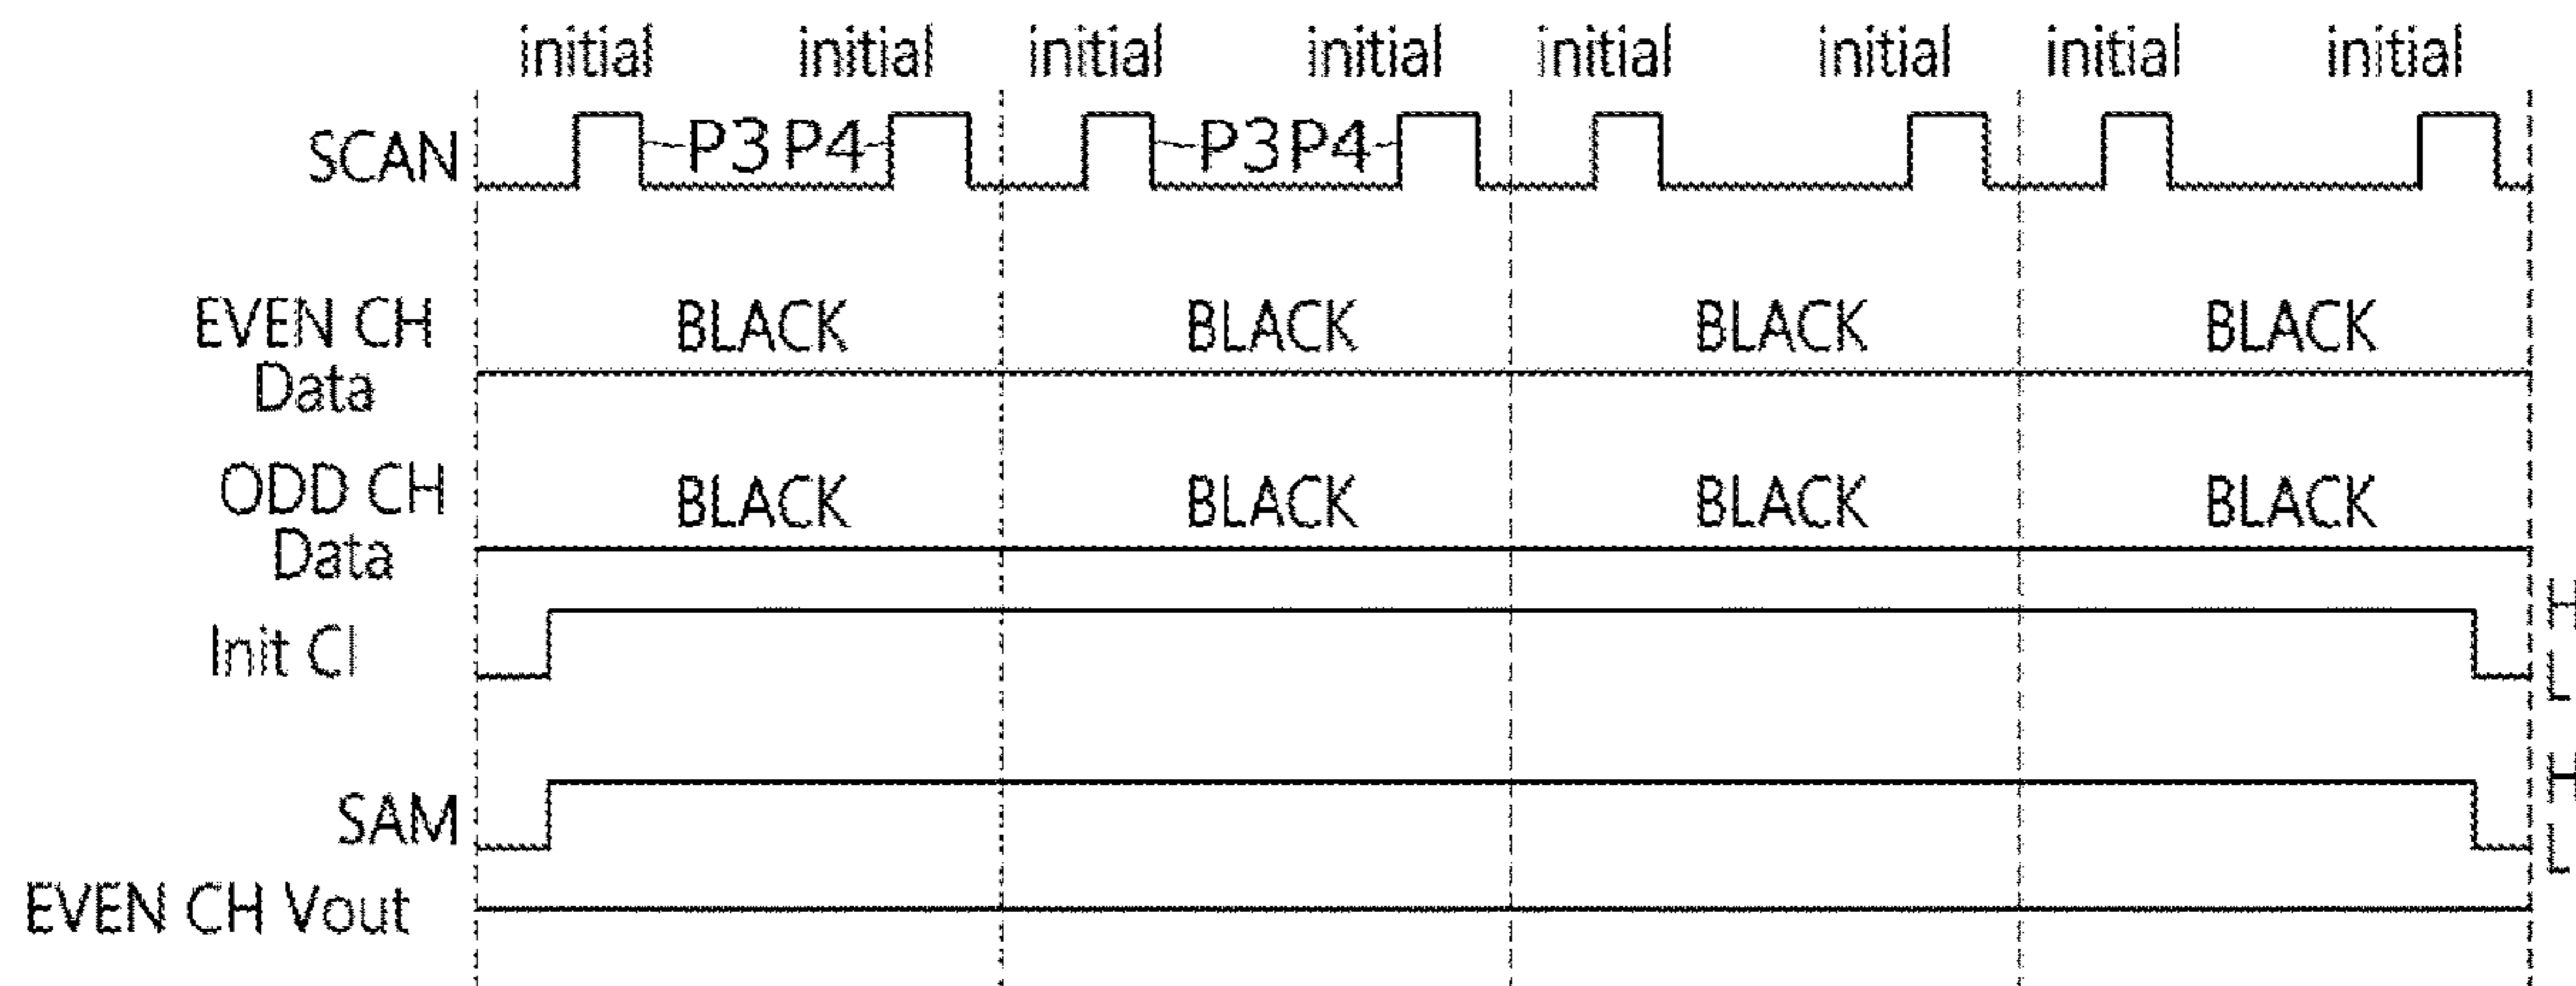 initial initial initial initial initial initial initial initial
SCAN P3 P4 P3 P4
EVEN CH BLACK BLACK BLACK BLACK
Data
ODD CH BLACK BLACK BLACK BLACK
Data
H
Init CI
L
H
SAM
L
EVEN CH Vout